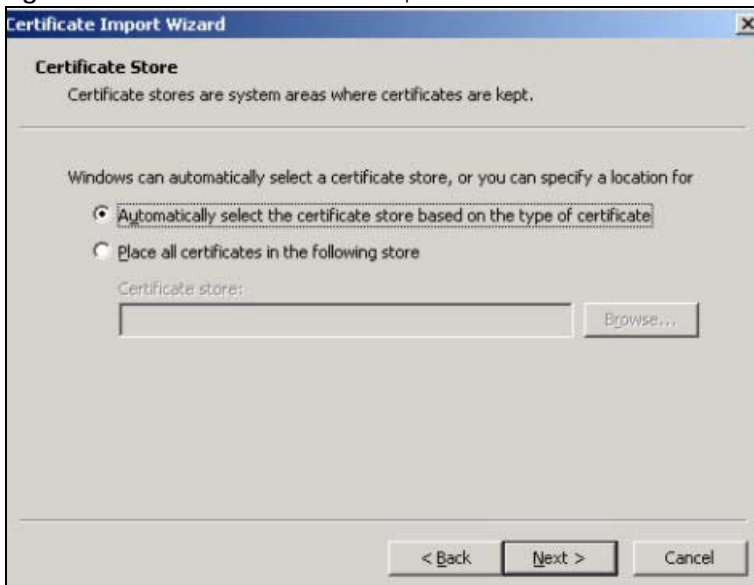 Certificate Import Wizard
Certificate Store
Certificate stores are system areas where certificates are kept.
Windows can automatically select a certificate store, or you can specify a location for
Automatically select the certificate store based on the type of certificate
Place all certificates in the following store
Certificate store:
Browse...
< Back
Next >
Cancel